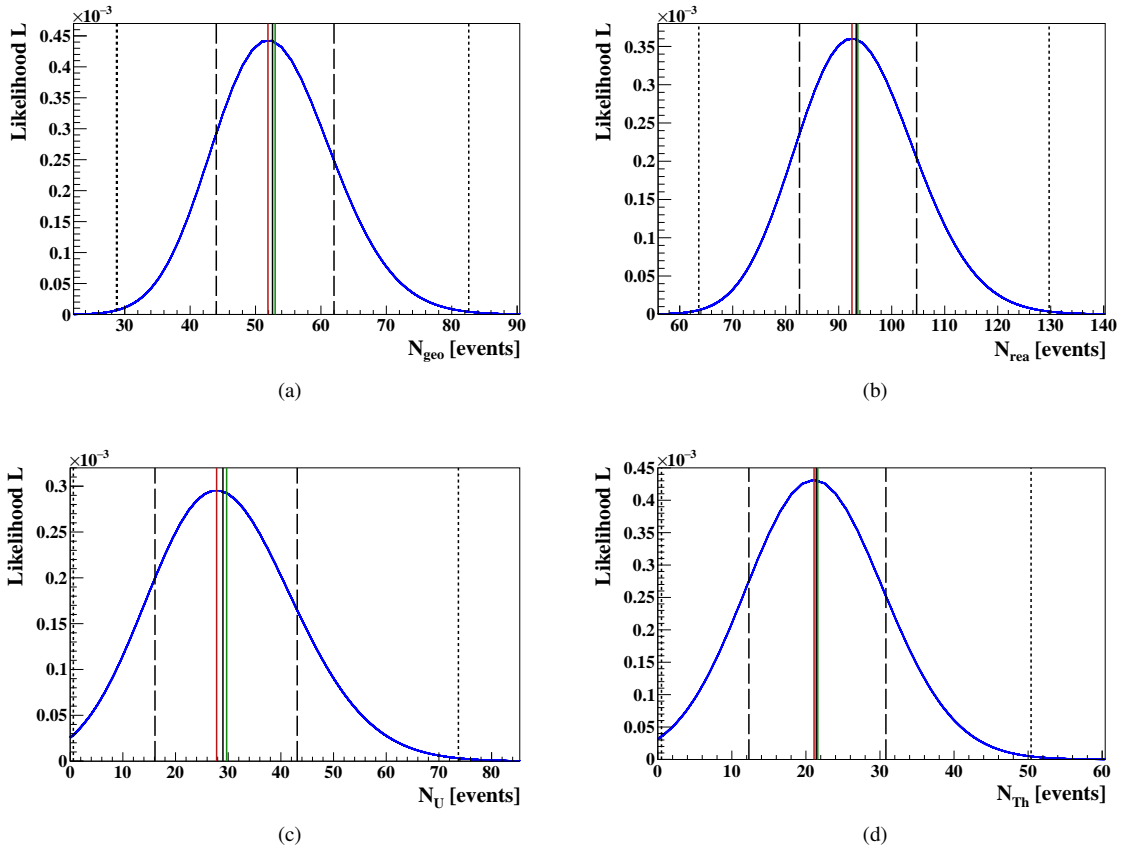 ×10⁻³
Likelihood L
0.45
0.4
0.35
0.3
0.25
0.2
0.15
0.1
0.05
0
30 40 50 60 70 80 90
N_geo [events]
(a)
×10⁻³
Likelihood L
0.35
0.3
0.25
0.2
0.15
0.1
0.05
0
60 70 80 90 100 110 120 130 140
N_rea [events]
(b)
×10⁻³
Likelihood L
0.3
0.25
0.2
0.15
0.1
0.05
0
0 10 20 30 40 50 60 70 80
N_U [events]
(c)
×10⁻³
Likelihood L
0.45
0.4
0.35
0.3
0.25
0.2
0.15
0.1
0.05
0
0 10 20 30 40 50 60
N_Th [events]
(d)